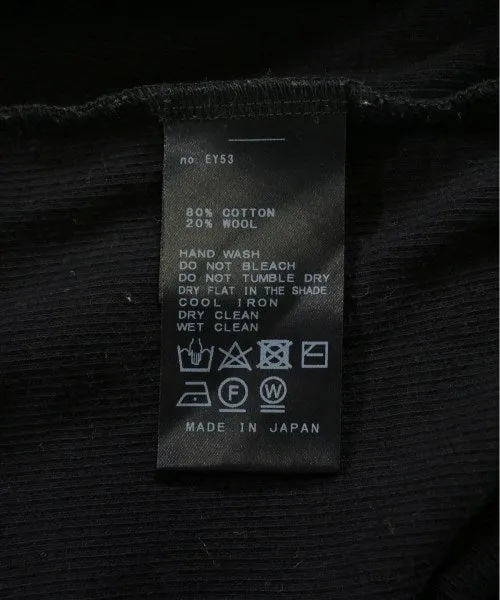 no EY53
80% COTTON
20% WOOL
HAND WASH
DO NOT BLEACH
DO NOT TUMBLE DRY
DRY FLAT IN THE SHADE
COOL IRON
DRY CLEAN
WET CLEAN
F W
MADE IN JAPAN